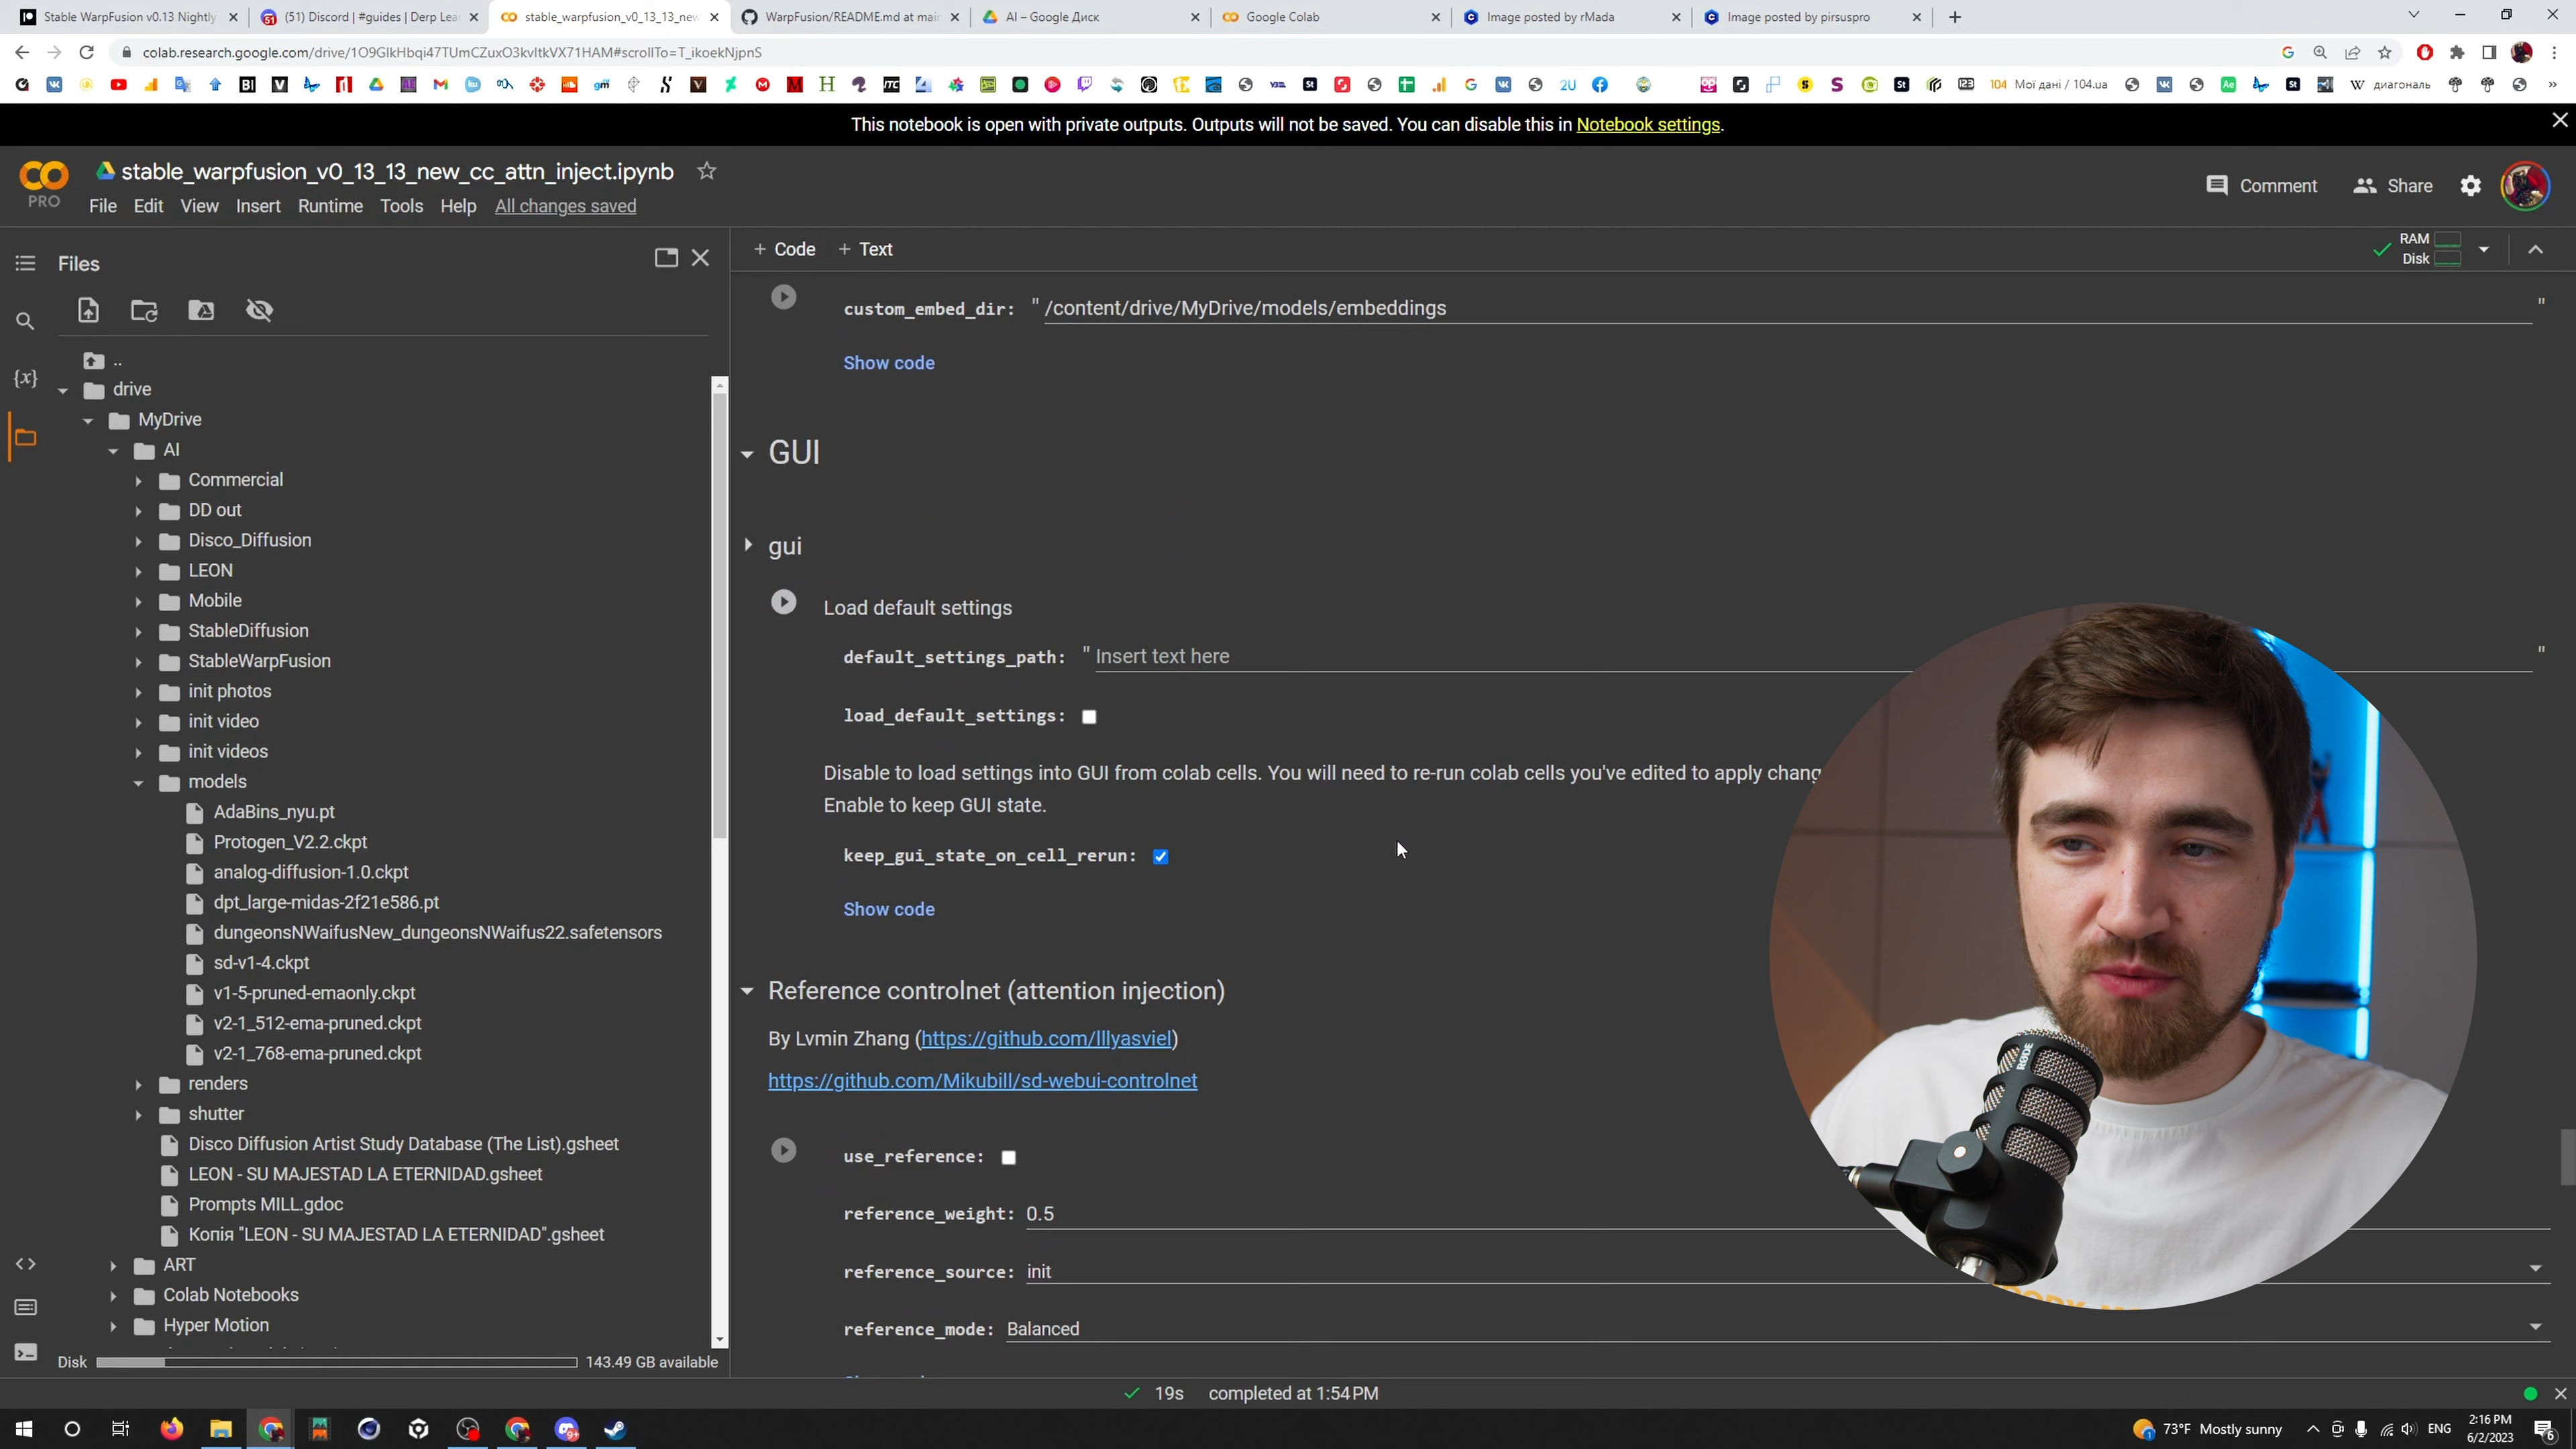 Stable WarpFusion v0.13 Nightly
(51) Discord | #guides | Derp Lea
stable_warpfusion_v0_13_13_new
WarpFusion/README.md at main
AI – Google Диск
Google Colab
Image posted by rMada
Image posted by pirsuspro
colab.research.google.com/drive/1O9GIkHbqi47TUmCZuxO3kvltkVX71HAM#scrollTo=T_ikoekNjpnS
104 Мої дані / 104.ua
W диагональ
This notebook is open with private outputs. Outputs will not be saved. You can disable this in Notebook settings.
CO
PRO
stable_warpfusion_v0_13_13_new_cc_attn_inject.ipynb
File Edit View Insert Runtime Tools Help All changes saved
Comment
Share
Files
+ Code + Text
RAM
Disk
..
drive
MyDrive
AI
Commercial
DD out
Disco_Diffusion
LEON
Mobile
StableDiffusion
StableWarpFusion
init photos
init video
init videos
models
AdaBins_nyu.pt
Protogen_V2.2.ckpt
analog-diffusion-1.0.ckpt
dpt_large-midas-2f21e586.pt
dungeonsNWaifusNew_dungeonsNWaifus22.safetensors
sd-v1-4.ckpt
v1-5-pruned-emaonly.ckpt
v2-1_512-ema-pruned.ckpt
v2-1_768-ema-pruned.ckpt
renders
shutter
Disco Diffusion Artist Study Database (The List).gsheet
LEON - SU MAJESTAD LA ETERNIDAD.gsheet
Prompts MILL.gdoc
Копія "LEON - SU MAJESTAD LA ETERNIDAD".gsheet
ART
Colab Notebooks
Hyper Motion
Disk 143.49 GB available
custom_embed_dir: "/content/drive/MyDrive/models/embeddings"
Show code
GUI
gui
Load default settings
default_settings_path: "Insert text here"
load_default_settings:
Disable to load settings into GUI from colab cells. You will need to re-run colab cells you've edited to apply chang
Enable to keep GUI state.
keep_gui_state_on_cell_rerun:
Show code
Reference controlnet (attention injection)
By Lvmin Zhang (https://github.com/lllyasviel)
https://github.com/Mikubill/sd-webui-controlnet
use_reference:
reference_weight: 0.5
reference_source: init
reference_mode: Balanced
RØDE
19s completed at 1:54 PM
73°F Mostly sunny
ENG
2:16 PM
6/2/2023
6